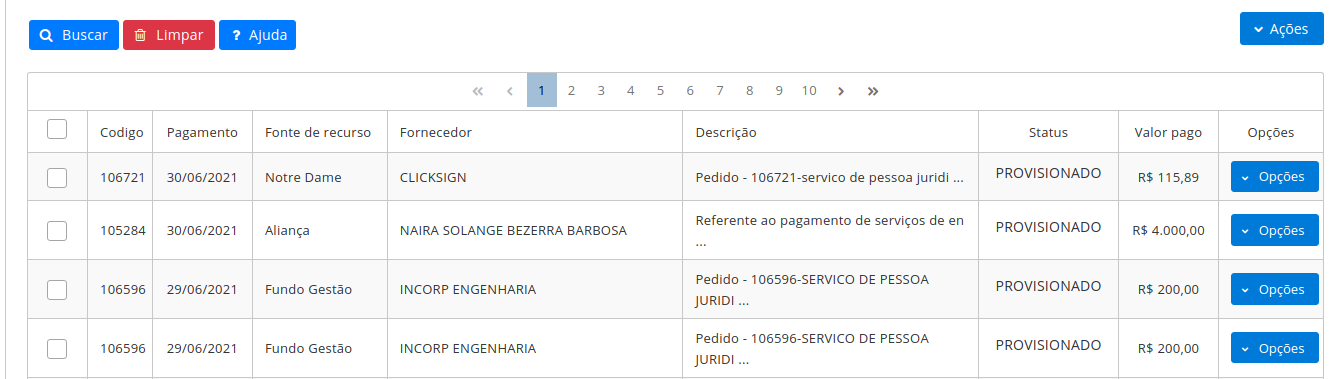 Buscar Limpar ? Ajuda Ações
« ‹ 1 2 3 4 5 6 7 8 9 10 › »
Codigo Pagamento Fonte de recurso Fornecedor Descrição Status Valor pago Opções
106721 30/06/2021 Notre Dame CLICKSIGN Pedido - 106721-servico de pessoa juridi ... PROVISIONADO R$ 115,89 Opções
105284 30/06/2021 Aliança NAIRA SOLANGE BEZERRA BARBOSA Referente ao pagamento de serviços de en
... PROVISIONADO R$ 4.000,00 Opções
106596 29/06/2021 Fundo Gestão INCORP ENGENHARIA Pedido - 106596-SERVICO DE PESSOA
JURIDI ... PROVISIONADO R$ 200,00 Opções
106596 29/06/2021 Fundo Gestão INCORP ENGENHARIA Pedido - 106596-SERVICO DE PESSOA
JURIDI ... PROVISIONADO R$ 200,00 Opções